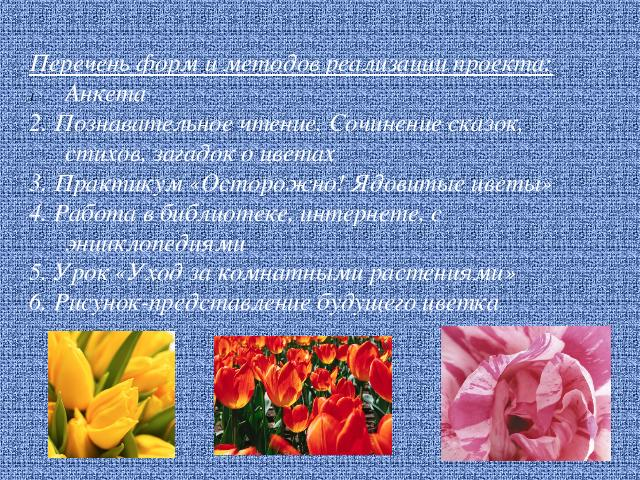 Перечень форм и методов реализации проекта:
1. Анкета
2. Познавательное чтение. Сочинение сказок,
стихов, загадок о цветах
3. Практикум «Осторожно! Ядовитые цветы»
4. Работа в библиотеке, интернете, с
энциклопедиями
5. Урок «Уход за комнатными растениями»
6. Рисунок-представление будущего цветка